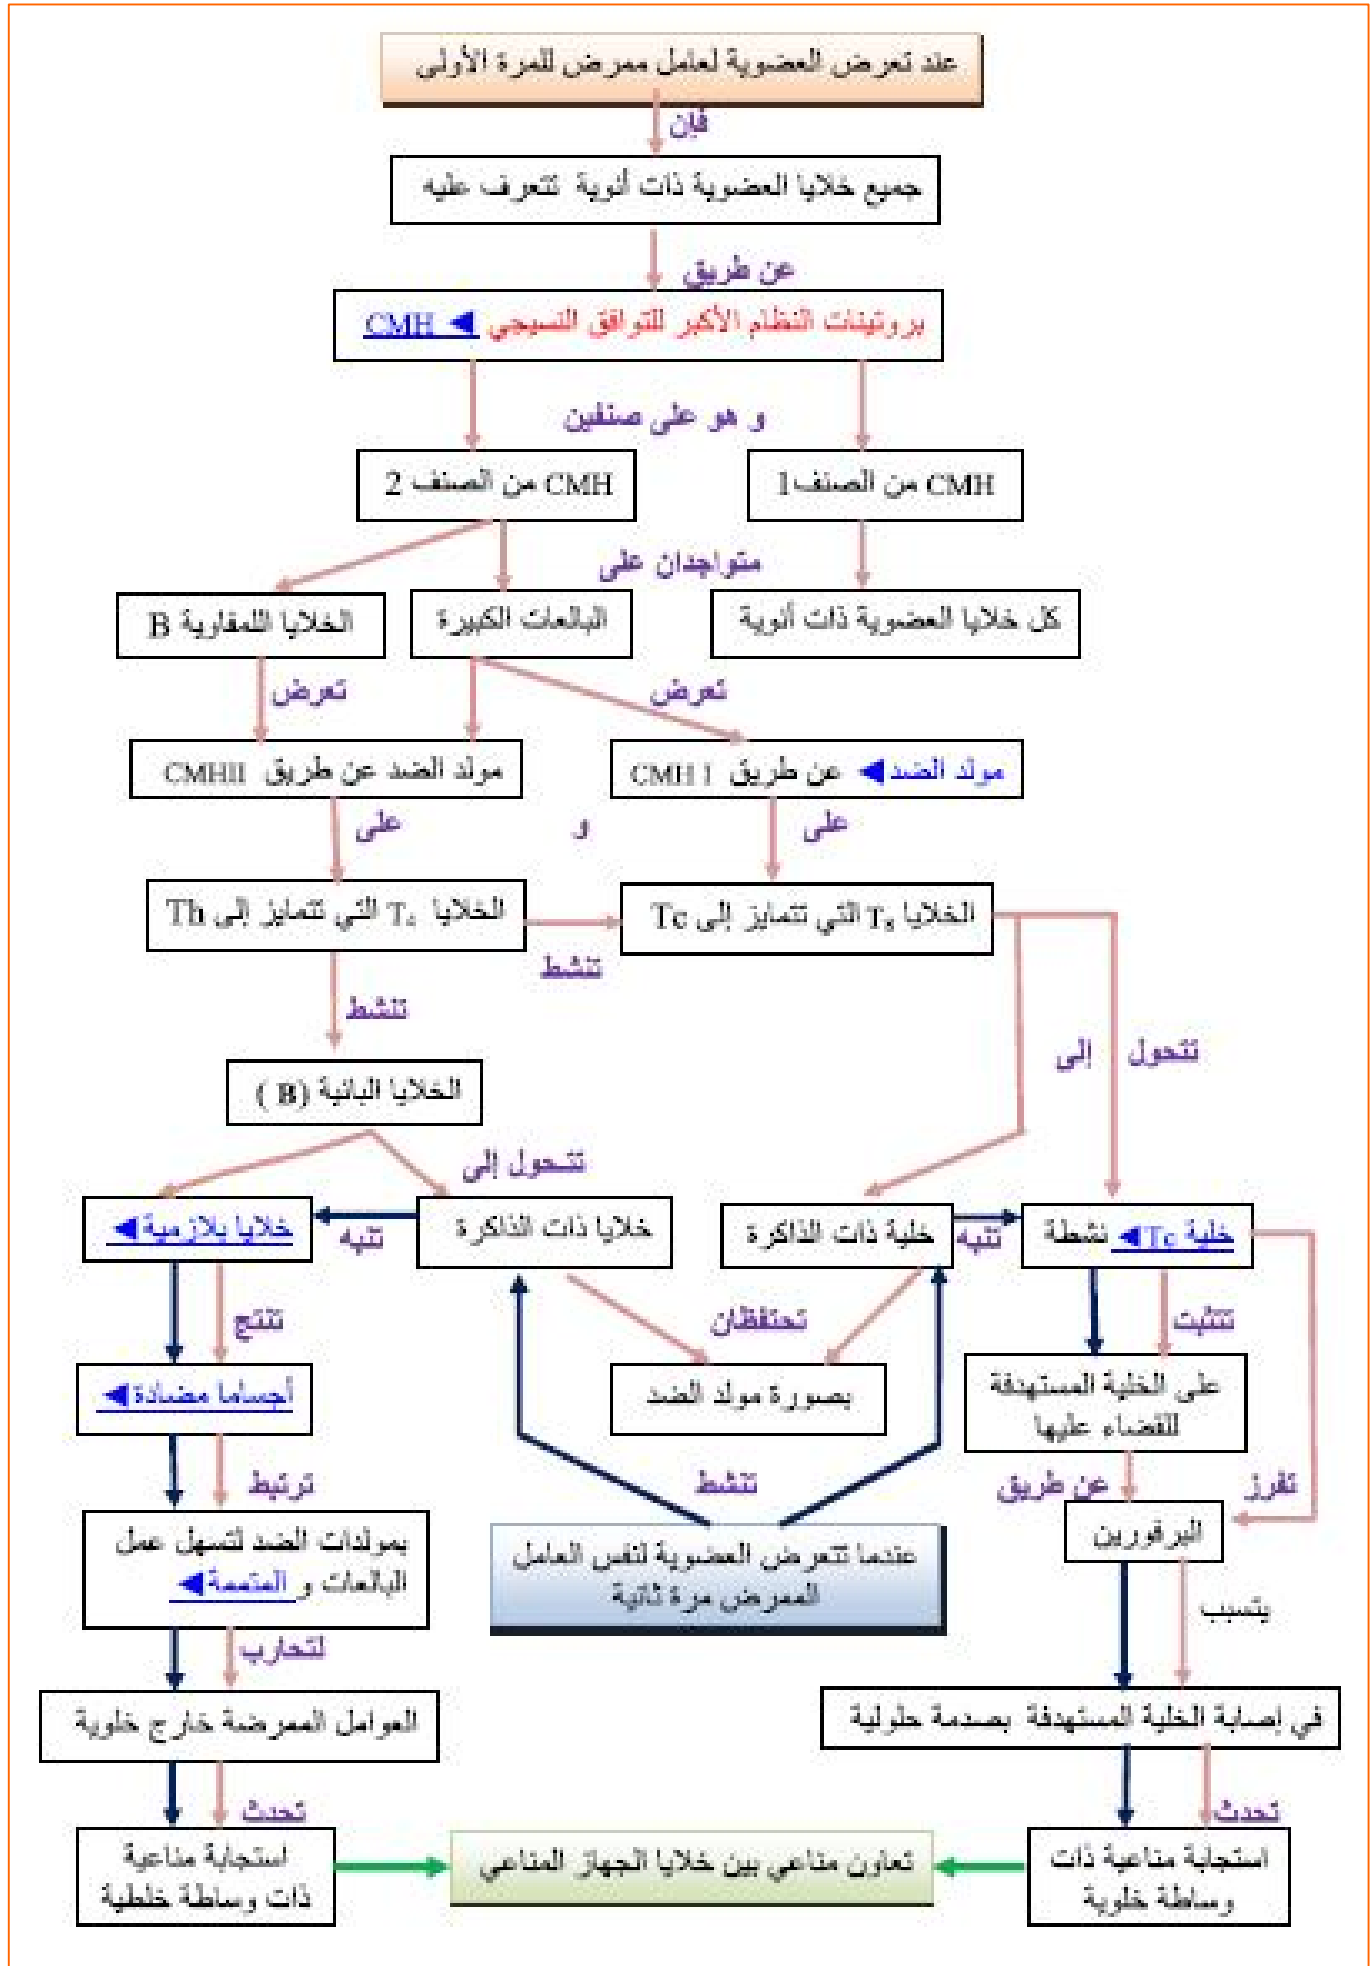 عند تعرض العضوية لعامل ممرض للمرة الأولى
فإن
جميع خلايا العضوية ذات أنوية تتعرف عليه
عن طريق
بروتينات النظام الأكبر للتوافق النسيجي ◄ CMH
و هو على صنفين
CMH من الصنف1
CMH من الصنف 2
متواجدان على
كل خلايا العضوية ذات أنوية
البالعات الكبيرة
الخلايا اللمفاوية B
تعرض
تعرض
مولد الضد◄ عن طريق CMH I
مولد الضد عن طريق CMHII
على
و
على
الخلايا T8 التي تتمايز إلى Tc
الخلايا T4 التي تتمايز إلى Th
تنشط
تنشط
تتحول
إلى
الخلايا البائية (B )
تتحول إلى
خلية Tc◄ نشطة
تنبه
خلية ذات الذاكرة
خلايا ذات الذاكرة
تنبه
خلايا بلازمية◄
تتثبت
تحتفظان
تنتج
على الخلية المستهدفة
للقضاء عليها
بصورة مولد الضد
أجساما مضادة◄
عن طريق
تفرز
تنشط
ترتبط
البرفورين
عندما تتعرض العضوية لنفس العامل
الممرض مرة ثانية
بمولدات الضد لتسهل عمل
البالعات و المتممة◄
يتسبب
لتحارب
في إصابة الخلية المستهدفة بصدمة حلولية
العوامل الممرضة خارج خلوية
تحدث
تحدث
استجابة مناعية ذات
وساطة خلوية
تعاون مناعي بين خلايا الجهاز المناعي
استجابة مناعية
ذات وساطة خلطية